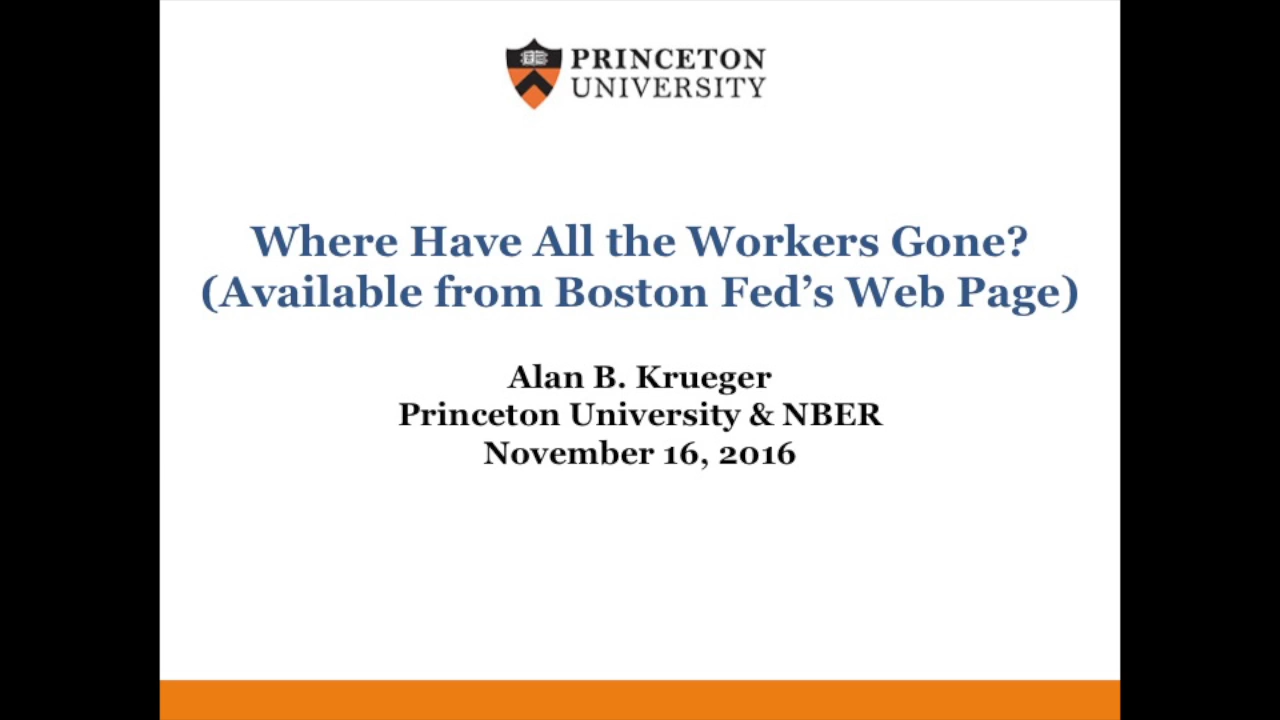 PRINCETON
UNIVERSITY
Where Have All the Workers Gone?
(Available from Boston Fed’s Web Page)
Alan B. Krueger
Princeton University & NBER
November 16, 2016